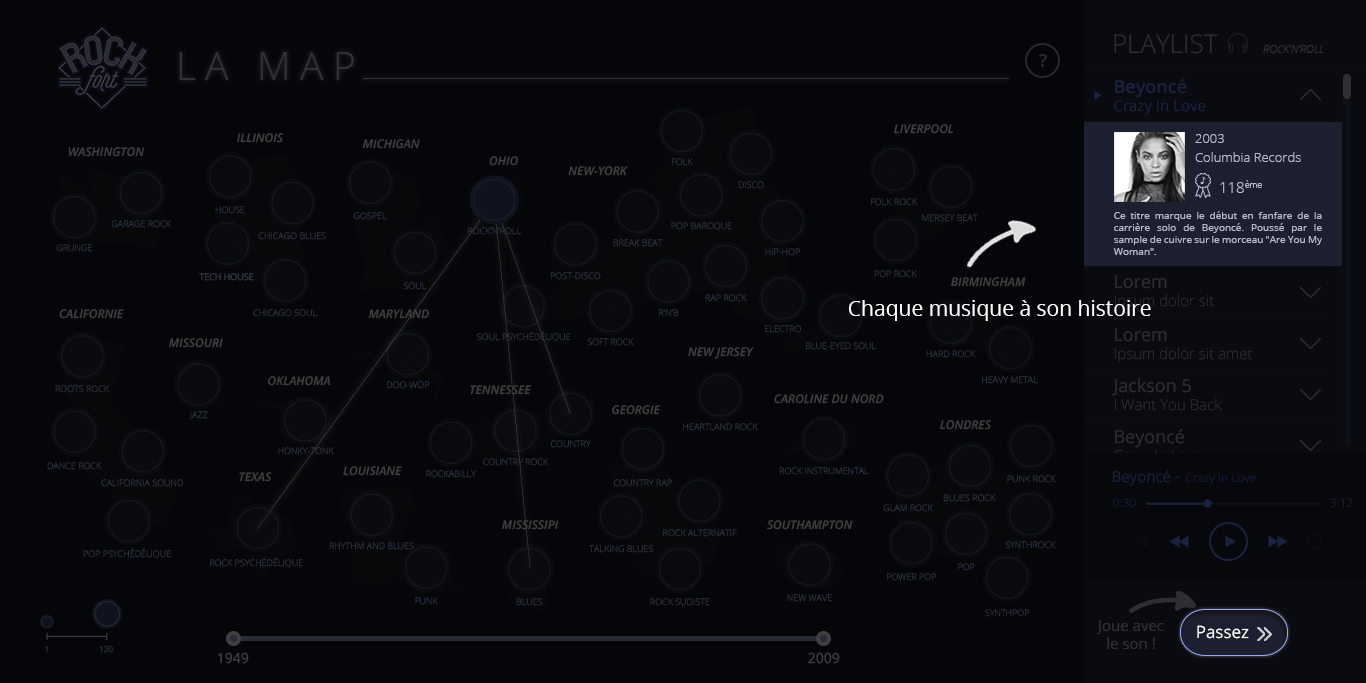 ROCK
fort
LA MAP
?
WASHINGTON
GRUNGE
GARAGE ROCK
ILLINOIS
HOUSE
CHICAGO BLUES
TECH HOUSE
CHICAGO SOUL
MICHIGAN
GOSPEL
SOUL
OHIO
ROCK'N'ROLL
SOUL PSYCHÉDÉLIQUE
NEW-YORK
FOLK
DISCO
BREAK BEAT
POP BAROQUE
HIP-HOP
POST-DISCO
R'N'B
RAP ROCK
SOFT ROCK
ELECTRO
BLUE-EYED SOUL
LIVERPOOL
FOLK ROCK
MERSEY BEAT
POP ROCK
BIRMINGHAM
Chaque musique à son histoire
HARD ROCK
HEAVY METAL
CALIFORNIE
ROOTS ROCK
DANCE ROCK
CALIFORNIA SOUND
POP PSYCHÉDÉLIQUE
MISSOURI
JAZZ
MARYLAND
DOO-WOP
OKLAHOMA
HONKY-TONK
TENNESSEE
COUNTRY
ROCKABILLY
COUNTRY ROCK
NEW JERSEY
HEARTLAND ROCK
GEORGIE
COUNTRY RAP
ROCK ALTERNATIF
TALKING BLUES
ROCK SUDISTE
CAROLINE DU NORD
ROCK INSTRUMENTAL
LONDRES
PUNK ROCK
BLUES ROCK
GLAM ROCK
SYNTHROCK
POP
POWER POP
SYNTHPOP
TEXAS
ROCK PSYCHÉDÉLIQUE
LOUISIANE
RHYTHM AND BLUES
FUNK
MISSISSIPI
BLUES
SOUTHAMPTON
NEW WAVE
1
120
1949
2009
PLAYLIST
ROCK'N'ROLL
Beyoncé
Crazy In Love
2003
Columbia Records
118ème
Ce titre marque le début en fanfare de la
carrière solo de Beyoncé. Poussé par le
sample de cuivre sur le morceau "Are You My
Woman".
Lorem
Ipsum dolor sit
Lorem
Ipsum dolor sit amet
Jackson 5
I Want You Back
Beyoncé
Beyoncé - Crazy In Love
0:30
3:12
Joue avec
le son !
Passez